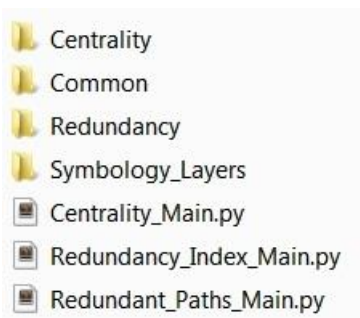 Centrality
Common
Redundancy
Symbology_Layers
Centrality_Main.py
Redundancy_Index_Main.py
Redundant_Paths_Main.py